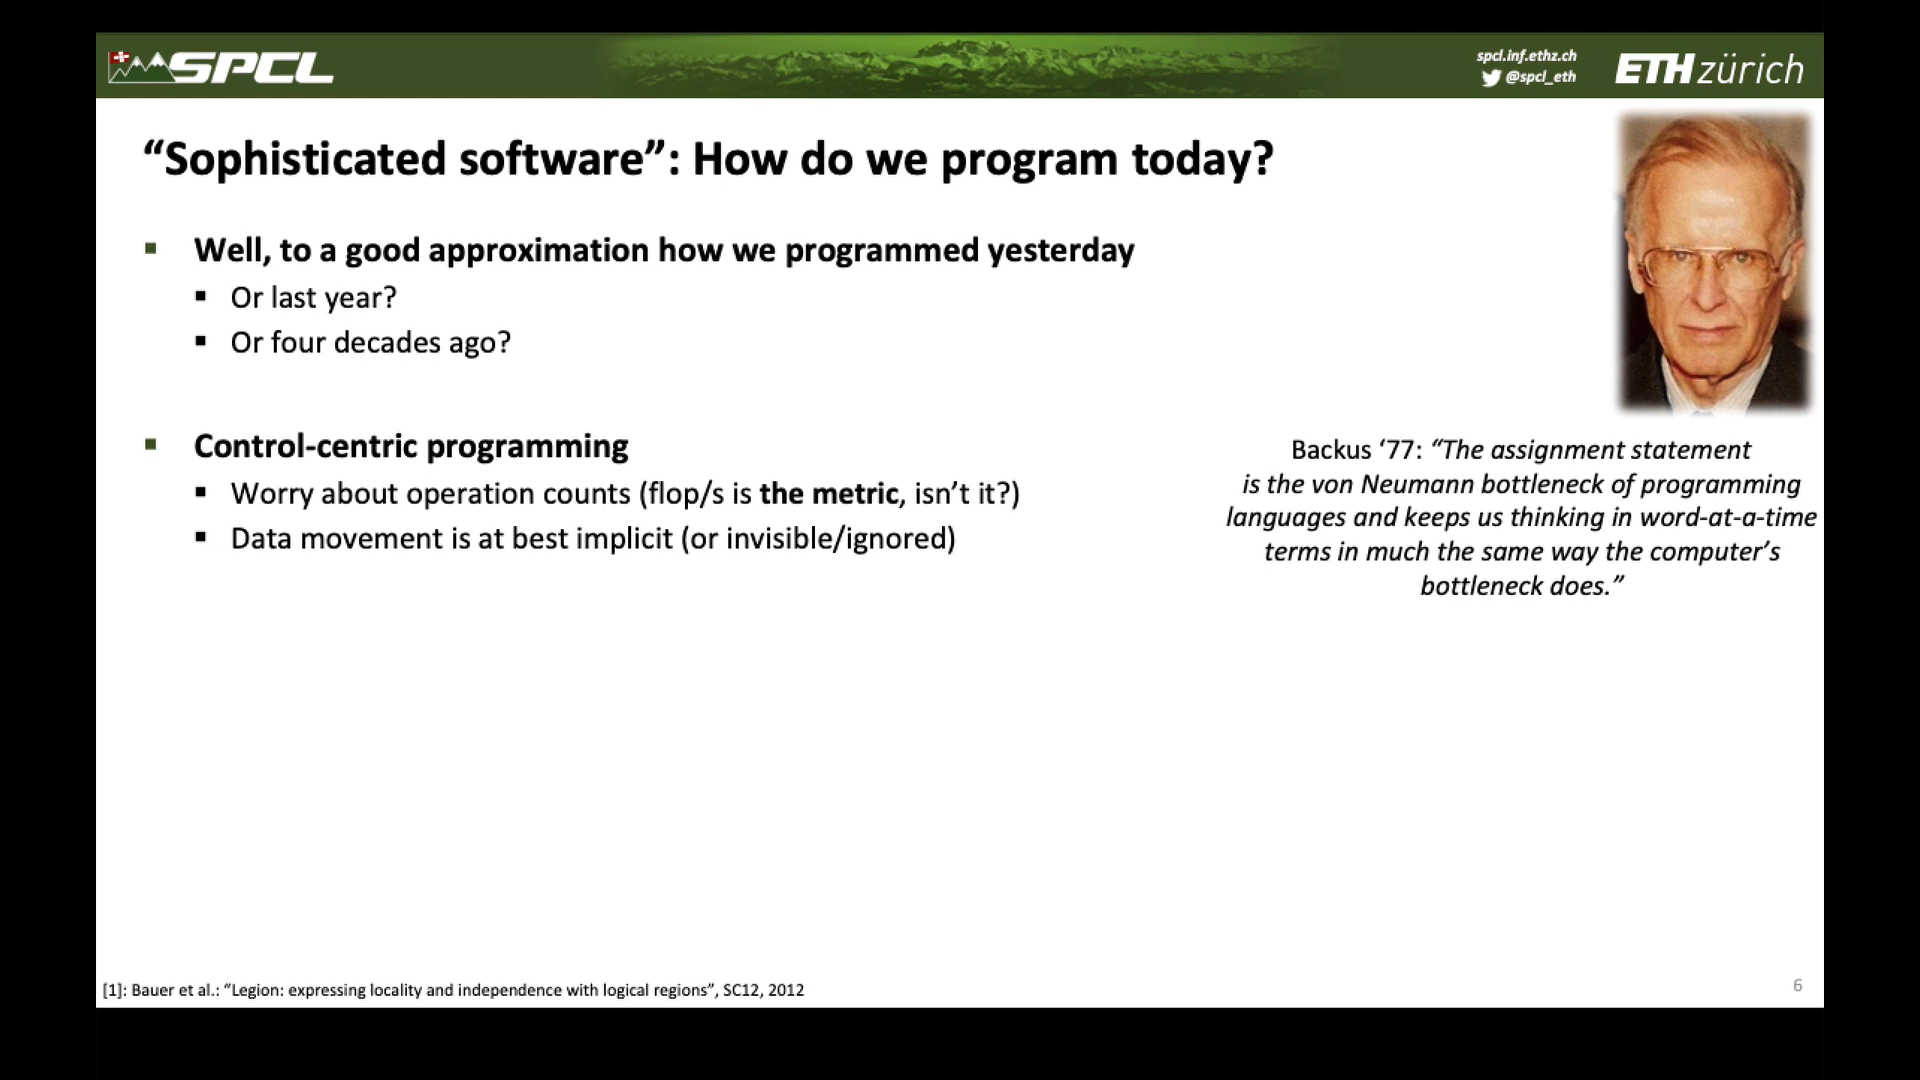 SPCL
spcl.inf.ethz.ch
@spcl_eth
ETH zürich
“Sophisticated software”: How do we program today?
▪ Well, to a good approximation how we programmed yesterday
▪ Or last year?
▪ Or four decades ago?
▪ Control-centric programming
▪ Worry about operation counts (flop/s is the metric, isn’t it?)
▪ Data movement is at best implicit (or invisible/ignored)
Backus ‘77: “The assignment statement
is the von Neumann bottleneck of programming
languages and keeps us thinking in word-at-a-time
terms in much the same way the computer’s
bottleneck does.”
[1]: Bauer et al.: “Legion: expressing locality and independence with logical regions”, SC12, 2012
6